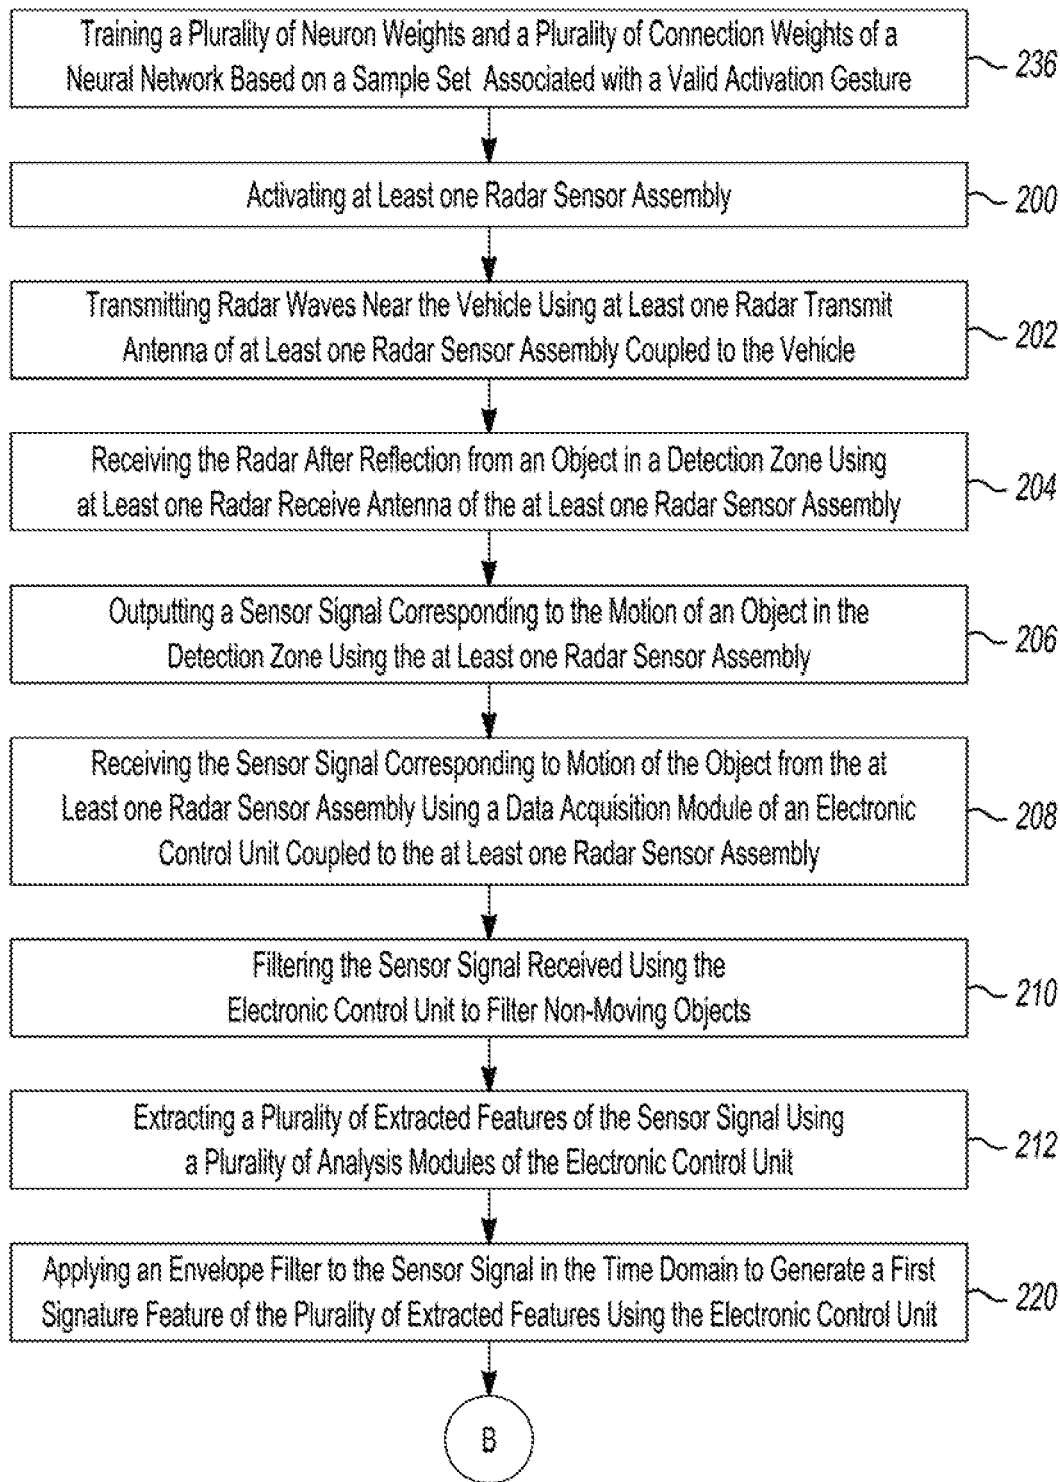 Training a Plurality of Neuron Weights and a Plurality of Connection Weights of a
Neural Network Based on a Sample Set Associated with a Valid Activation Gesture
236
Activating at Least one Radar Sensor Assembly
200
Transmitting Radar Waves Near the Vehicle Using at Least one Radar Transmit
Antenna of at Least one Radar Sensor Assembly Coupled to the Vehicle
202
Receiving the Radar After Reflection from an Object in a Detection Zone Using
at Least one Radar Receive Antenna of the at Least one Radar Sensor Assembly
204
Outputting a Sensor Signal Corresponding to the Motion of an Object in the
Detection Zone Using the at Least one Radar Sensor Assembly
206
Receiving the Sensor Signal Corresponding to Motion of the Object from the at
Least one Radar Sensor Assembly Using a Data Acquisition Module of an Electronic
Control Unit Coupled to the at Least one Radar Sensor Assembly
208
Filtering the Sensor Signal Received Using the
Electronic Control Unit to Filter Non-Moving Objects
210
Extracting a Plurality of Extracted Features of the Sensor Signal Using
a Plurality of Analysis Modules of the Electronic Control Unit
212
Applying an Envelope Filter to the Sensor Signal in the Time Domain to Generate a First
Signature Feature of the Plurality of Extracted Features Using the Electronic Control Unit
220
B